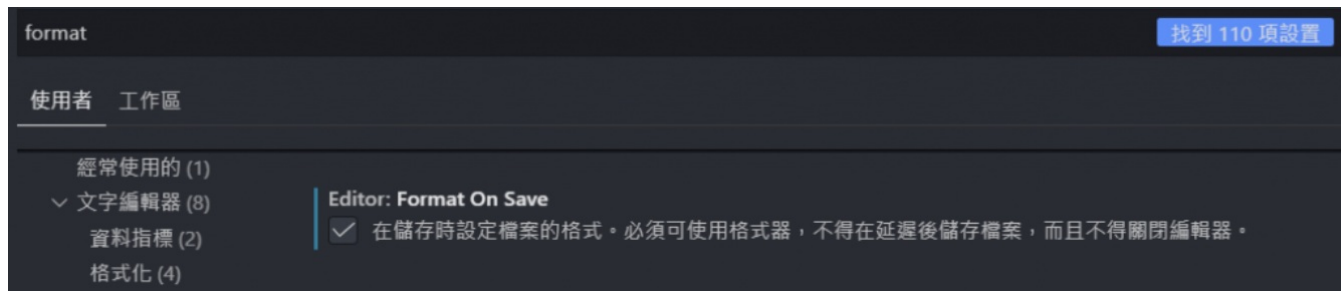 format
找到 110 項設置
使用者 工作區
經常使用的 (1)
文字編輯器 (8)
資料指標 (2)
格式化 (4)
Editor: Format On Save
在儲存時設定檔案的格式。必須可使用格式器，不得在延遲後儲存檔案，而且不得關閉編輯器。